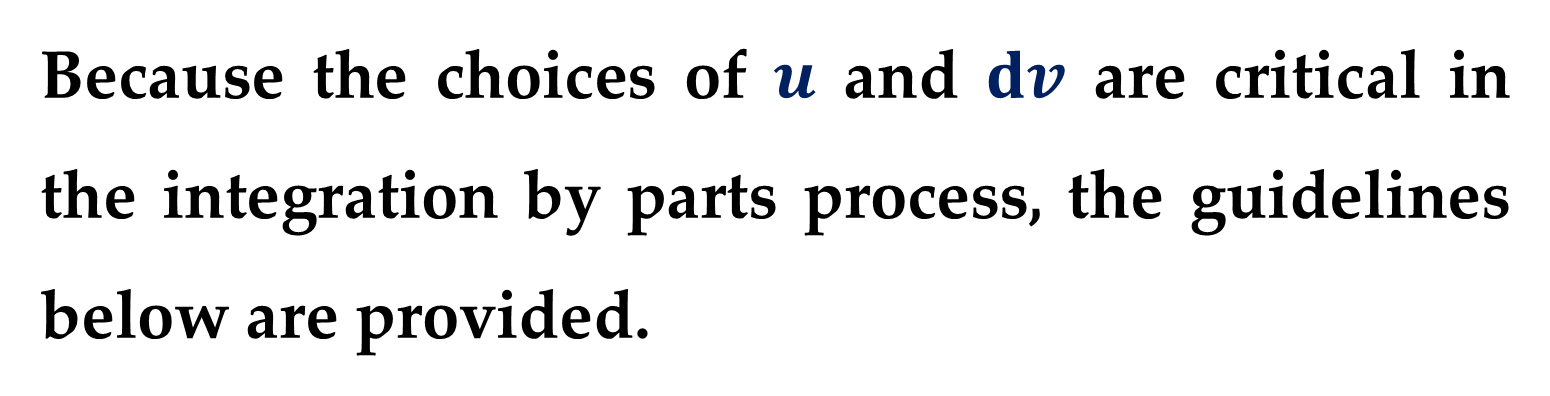 Because the choices of u and dv are critical in
the integration by parts process, the guidelines
below are provided.